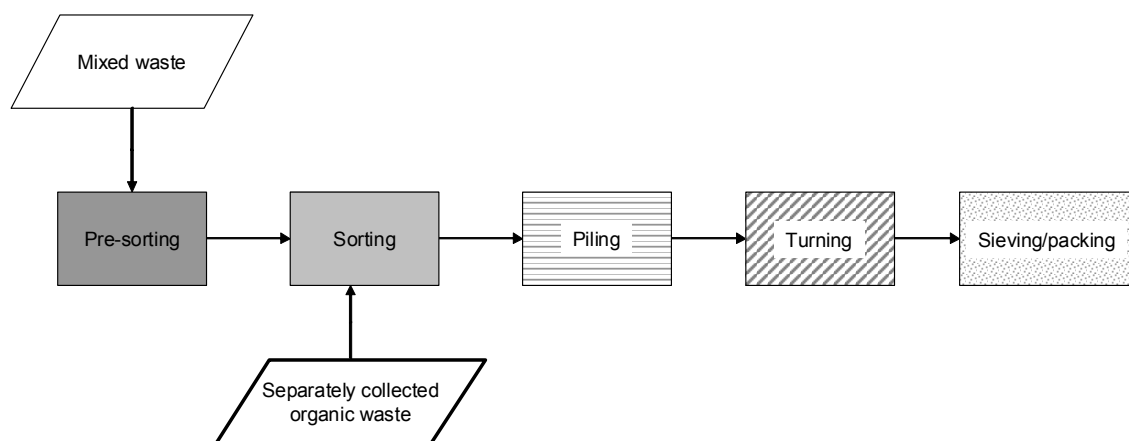 Mixed waste
Pre-sorting
Sorting
Piling
Turning
Sieving/packing
Separately collected
organic waste